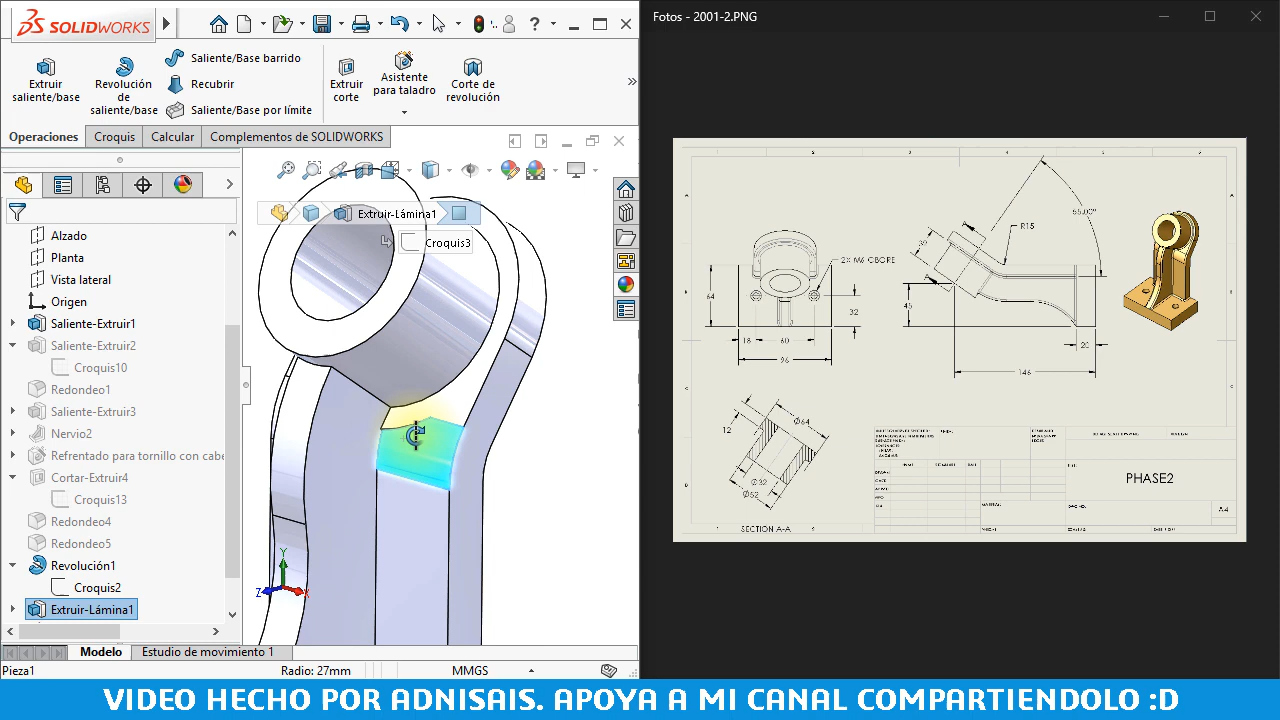 SOLIDWORKS
Extruir saliente/base
Revolución de saliente/base
Saliente/Base barrido
Recubrir
Saliente/Base por límite
Extruir corte
Asistente para taladro
Corte de revolución
Operaciones
Croquis
Calcular
Complementos de SOLIDWORKS
Alzado
Planta
Vista lateral
Origen
Saliente-Extruir1
Saliente-Extruir2
Croquis10
Redondeo1
Saliente-Extruir3
Nervio2
Refrentado para tornillo con cabe
Cortar-Extruir4
Croquis13
Redondeo4
Redondeo5
Revolución1
Croquis2
Extruir-Lámina1
Extruir-Lámina1
Croquis3
Y
Z
X
Modelo
Estudio de movimiento 1
Pieza1
Radio: 27mm
MMGS
Fotos - 2001-2.PNG
2X M6 CBORE
64
32
18
60
96
A
A
39
R15
65.00°
45
20
146
12
Ø64
Ø32
Ø52
SECTION A-A
PHASE2
A4
VIDEO HECHO POR ADNISAIS. APOYA A MI CANAL COMPARTIENDOLO :D